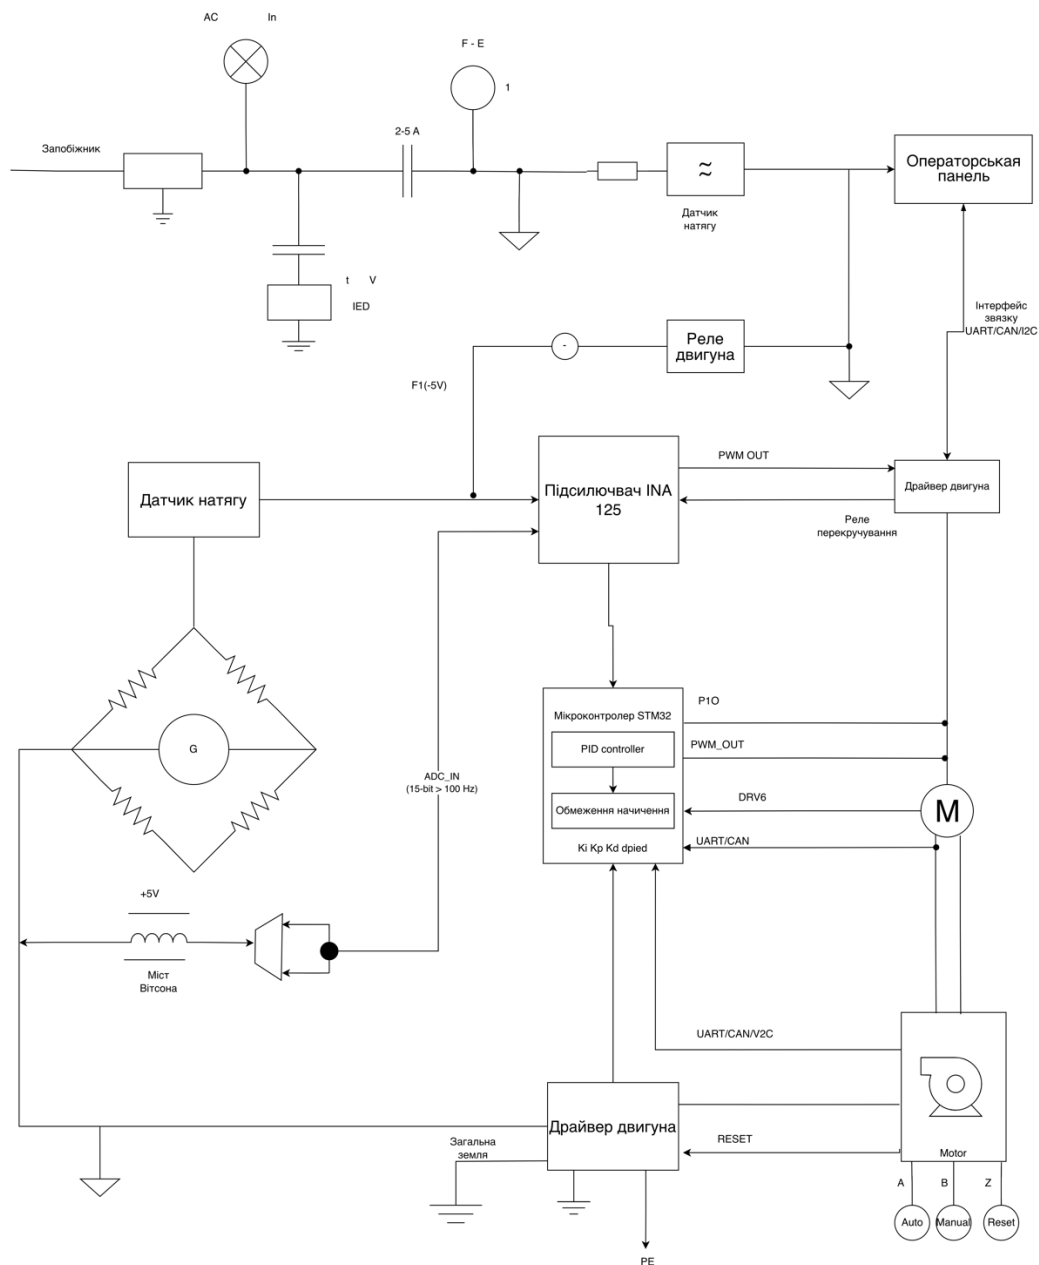 AC In
F - E
1
2-5 A
Запобіжник
Операторськая
панель
≈
Датчик
натягу
t V
IED
Інтерфейс
звязку
UART/CAN/I2C
-
Реле
двигуна
F1(-5V)
PWM OUT
Датчик натягу
Підсилючвач INA
125
Драйвер двигуна
Реле
перекручування
P1O
Мікроконтролер STM32
PID controller
PWM_OUT
G
ADC_IN
(15-bit > 100 Hz)
DRV6
M
Обмеження начичення
UART/CAN
Ki Kp Kd dpied
+5V
Міст
Вітсона
UART/CAN/V2C
Драйвер двигуна
RESET
Загальна
земля
Motor
A B Z
Auto Manual Reset
PE